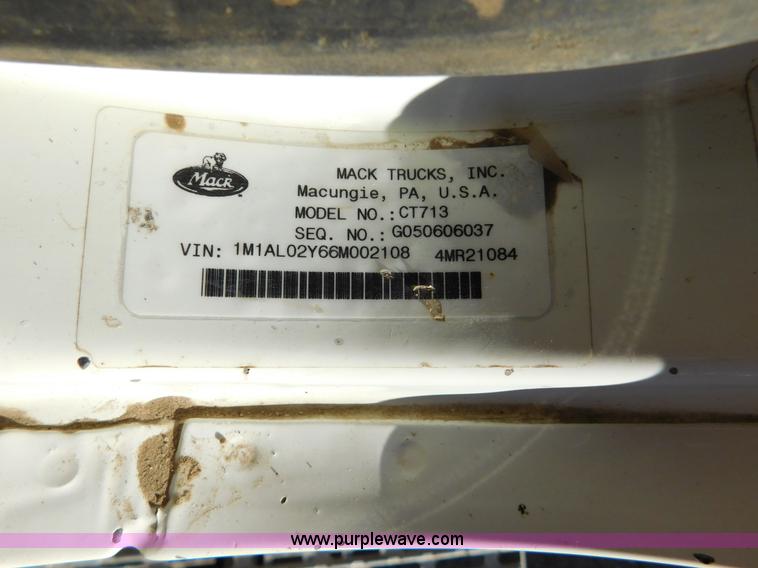 Mack
MACK TRUCKS, INC.
Macungie, PA, U.S.A.
MODEL NO.: CT713
SEQ. NO.: G050606037
VIN: 1M1AL02Y66M002108 4MR21084
www.purplewave.com